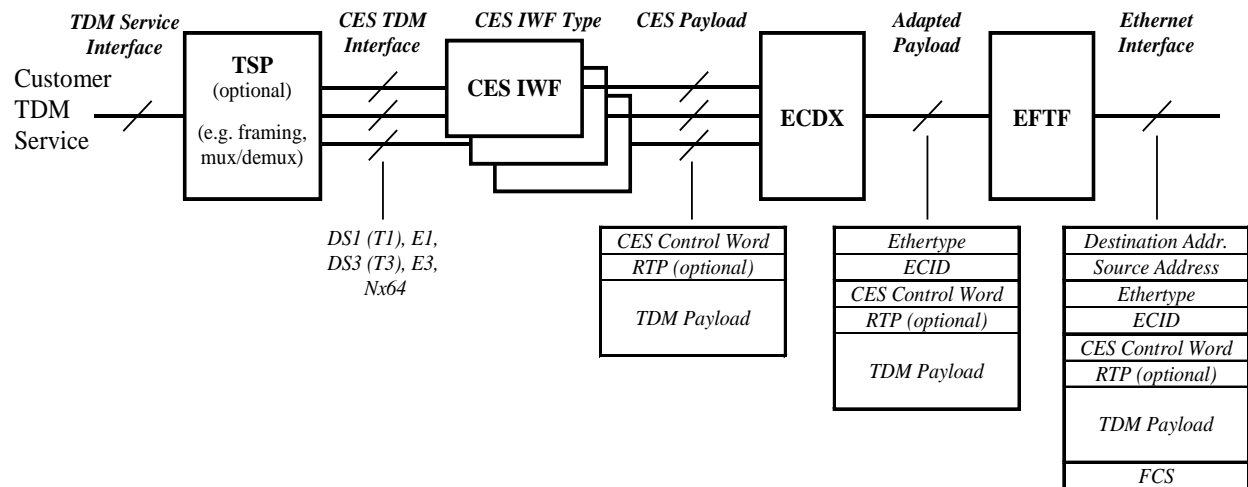 TDM Service
Interface
CES TDM
Interface
CES IWF Type
CES Payload
Adapted
Payload
Ethernet
Interface
Customer
TDM
Service
TSP
(optional)
(e.g. framing,
mux/demux)
CES IWF
ECDX
EFTF
DS1 (T1), E1,
DS3 (T3), E3,
Nx64
CES Control Word
RTP (optional)
TDM Payload
Ethertype
ECID
CES Control Word
RTP (optional)
TDM Payload
Destination Addr.
Source Address
Ethertype
ECID
CES Control Word
RTP (optional)
TDM Payload
FCS